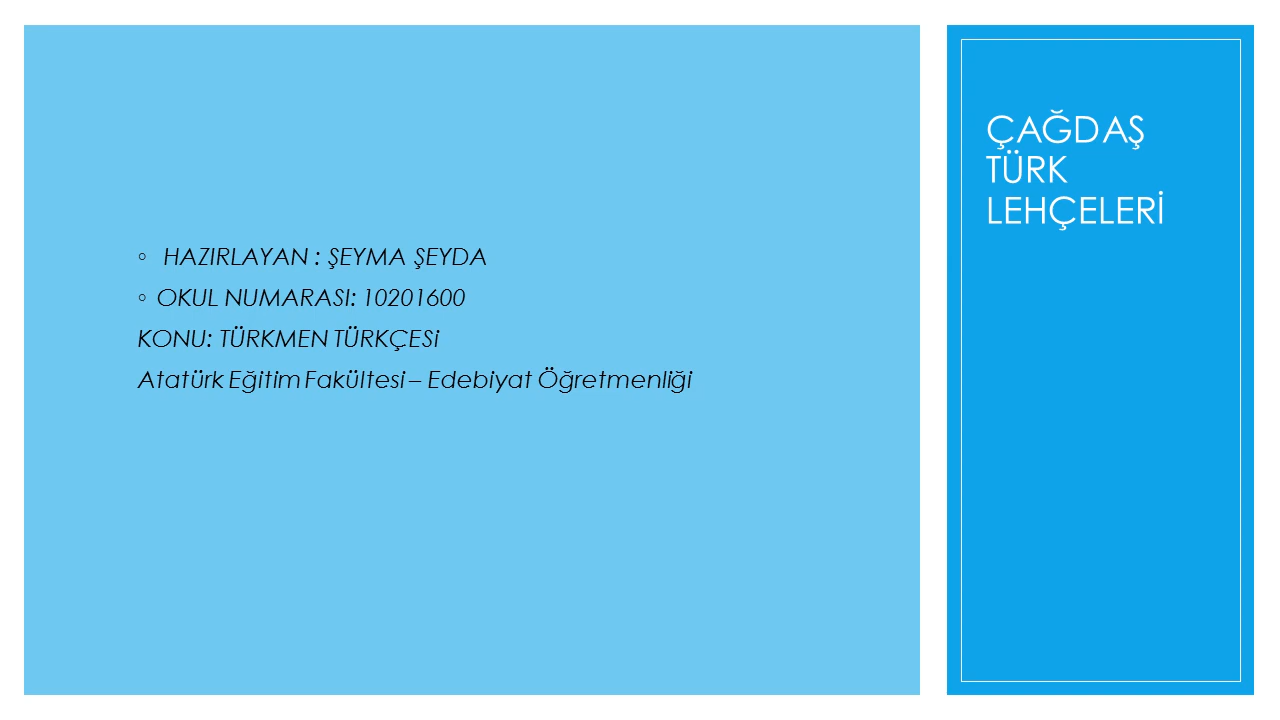 ◦ HAZIRLAYAN : ŞEYMA ŞEYDA
◦ OKUL NUMARASI: 10201600
KONU: TÜRKMEN TÜRKÇESi
Atatürk Eğitim Fakültesi – Edebiyat Öğretmenliği
ÇAĞDAŞ
TÜRK
LEHÇELERİ